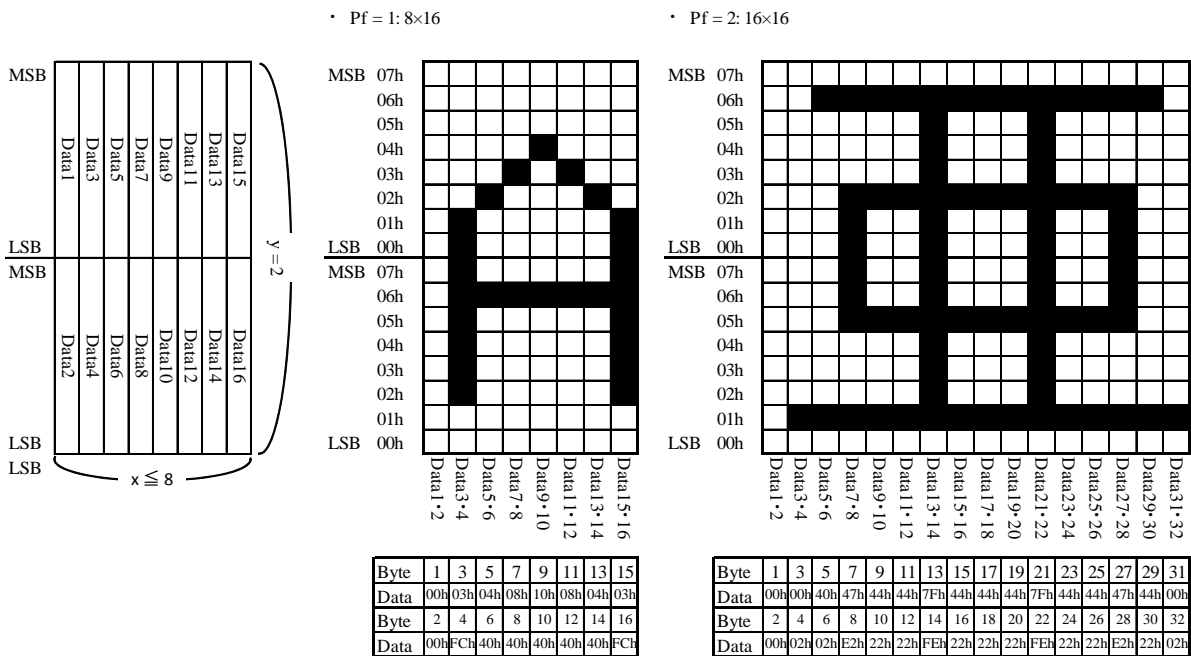 ・ Pf = 1: 8×16
・ Pf = 2: 16×16
MSB
Data1 Data3 Data5 Data7 Data9 Data11 Data13 Data15
LSB
MSB
Data2 Data4 Data6 Data8 Data10 Data12 Data14 Data16
LSB
LSB
x ≦ 8
y = 2
MSB 07h
06h
05h
04h
03h
02h
01h
LSB 00h
MSB 07h
06h
05h
04h
03h
02h
01h
LSB 00h
Data1・2 Data3・4 Data5・6 Data7・8 Data9・10 Data11・12 Data13・14 Data15・16
Byte 1 3 5 7 9 11 13 15
Data 00h 03h 04h 08h 10h 08h 04h 03h
Byte 2 4 6 8 10 12 14 16
Data 00h FCh 40h 40h 40h 40h 40h FCh
MSB 07h
06h
05h
04h
03h
02h
01h
LSB 00h
MSB 07h
06h
05h
04h
03h
02h
01h
LSB 00h
Data1・2 Data3・4 Data5・6 Data7・8 Data9・10 Data11・12 Data13・14 Data15・16 Data17・18 Data19・20 Data21・22 Data23・24 Data25・26 Data27・28 Data29・30 Data31・32
Byte 1 3 5 7 9 11 13 15 17 19 21 23 25 27 29 31
Data 00h 00h 40h 47h 44h 44h 7Fh 44h 44h 44h 7Fh 44h 44h 47h 44h 00h
Byte 2 4 6 8 10 12 14 16 18 20 22 24 26 28 30 32
Data 00h 02h 02h E2h 22h 22h FEh 22h 22h 22h FEh 22h 22h E2h 22h 02h